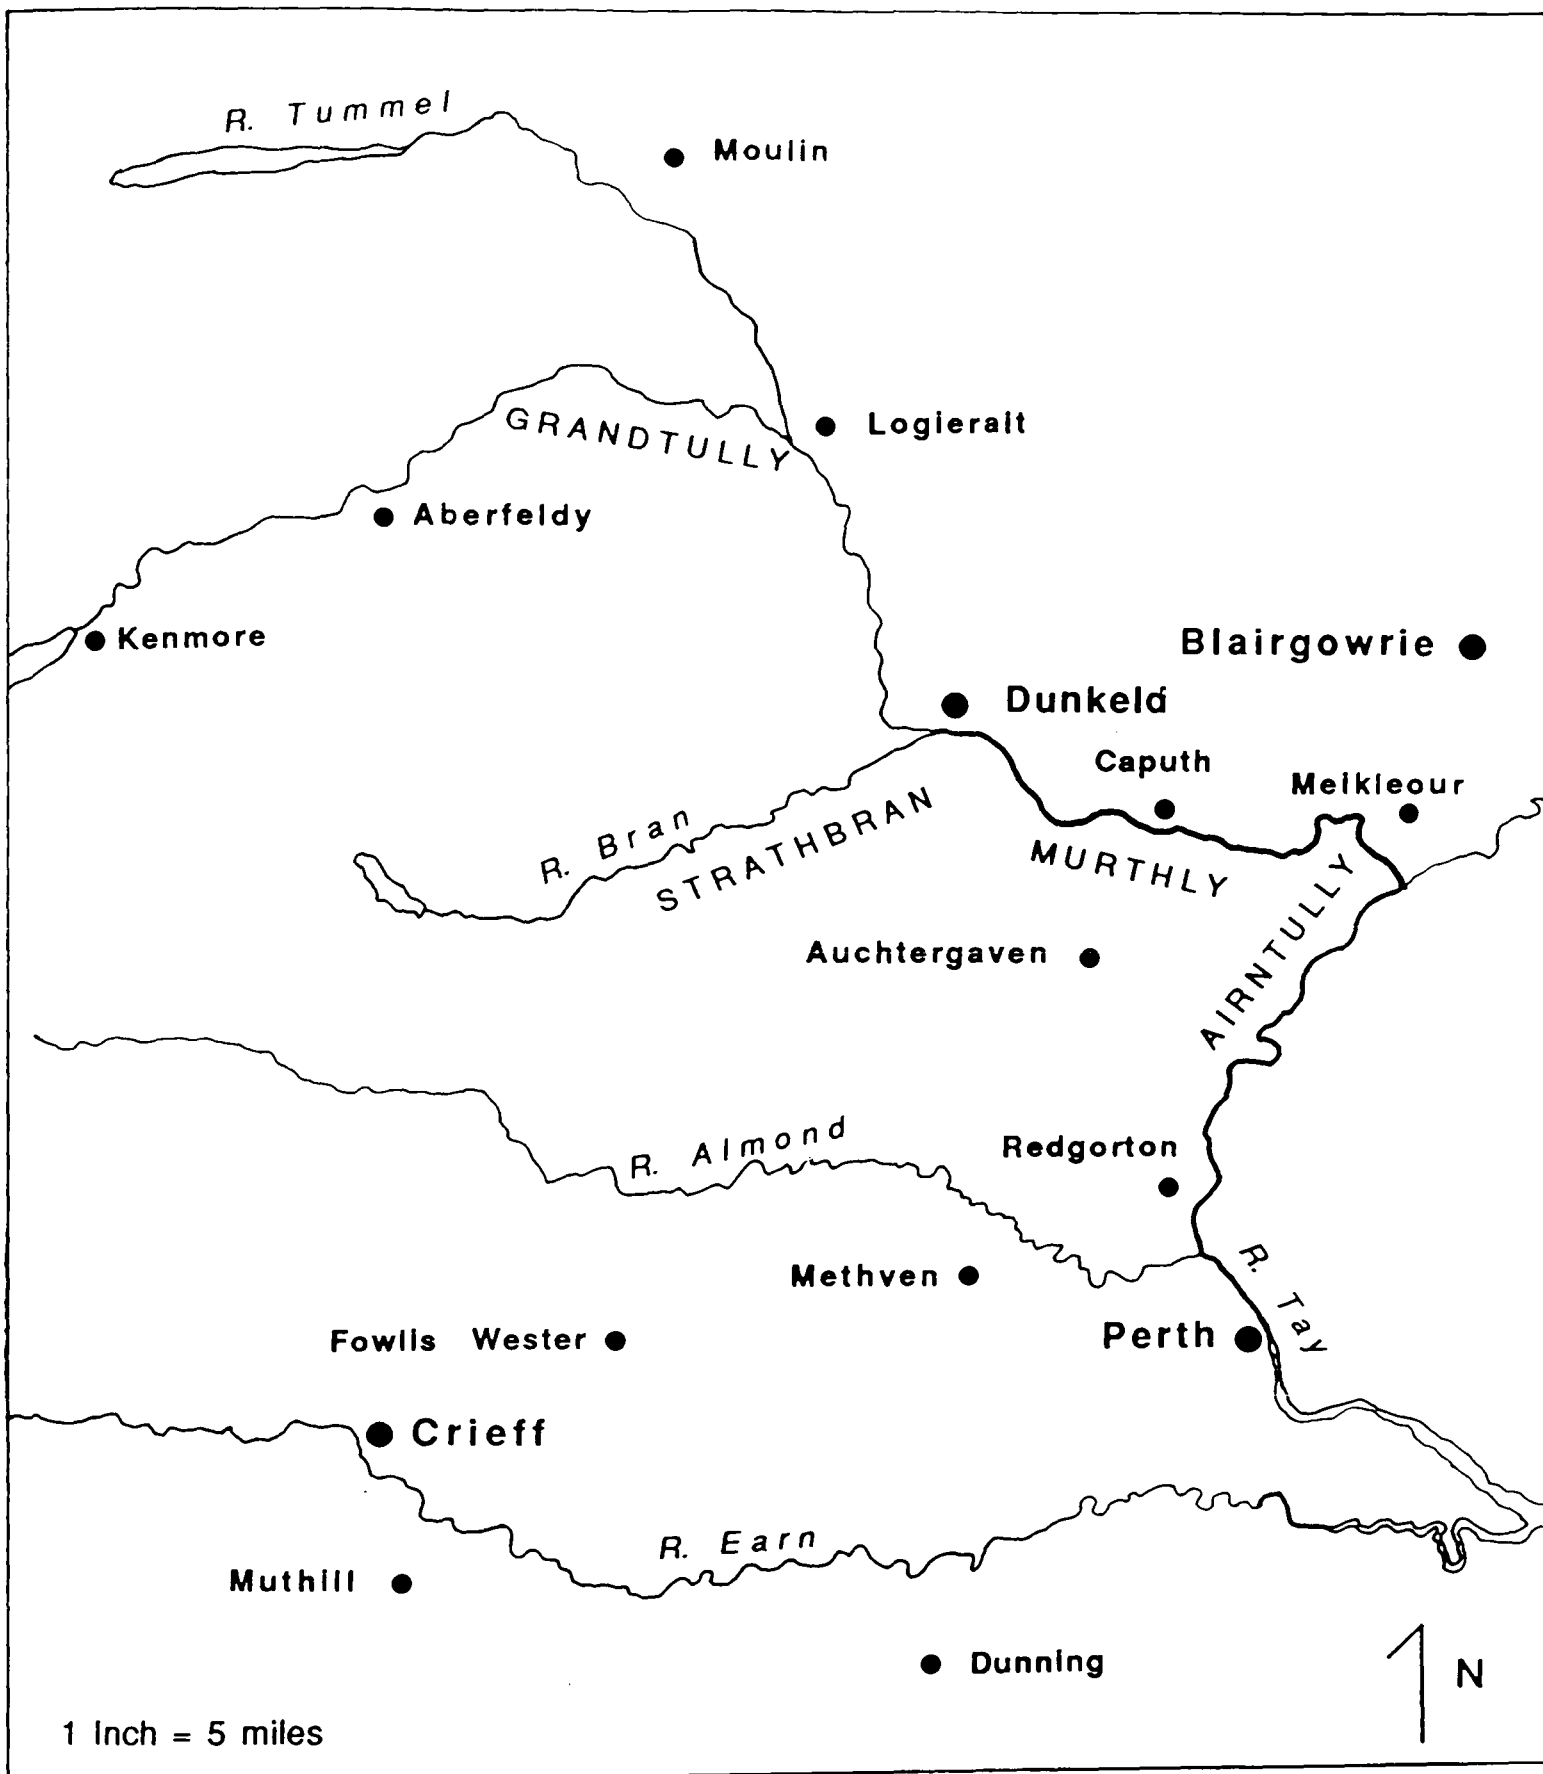 R. Tummel
Moulin
GRANDTULLY
Logierait
Aberfeldy
Kenmore
Blairgowrie
Dunkeld
Caputh
Meikleour
R. Bran
STRATHBRAN
MURTHLY
AIRNTULLY
Auchtergaven
R. Almond
Redgorton
R. Tay
Methven
Perth
Fowlis Wester
Crieff
R. Earn
Muthill
Dunning
N
1 Inch = 5 miles